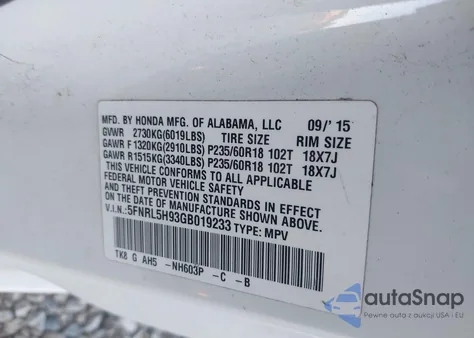 MFD. BY HONDA MFG. OF ALABAMA, LLC 09/'15
GVWR 2730KG(6019LBS) TIRE SIZE RIM SIZE
GAWR F1320KG(2910LBS) P235/60R18 102T 18X7J
GAWR R1515KG(3340LBS) P235/60R18 102T 18X7J
THIS VEHICLE CONFORMS TO ALL APPLICABLE
FEDERAL MOTOR VEHICLE SAFETY
AND THEFT PREVENTION STANDARDS IN EFFECT
ON THE DATE OF MANUFACTURE SHOWN ABOVE.
V.I.N.:5FNRL5H93GB019233 TYPE: MPV
TK8 G AH5 -NH603P -C -B
autoSnap
Pewne auta z aukcji USA i EU